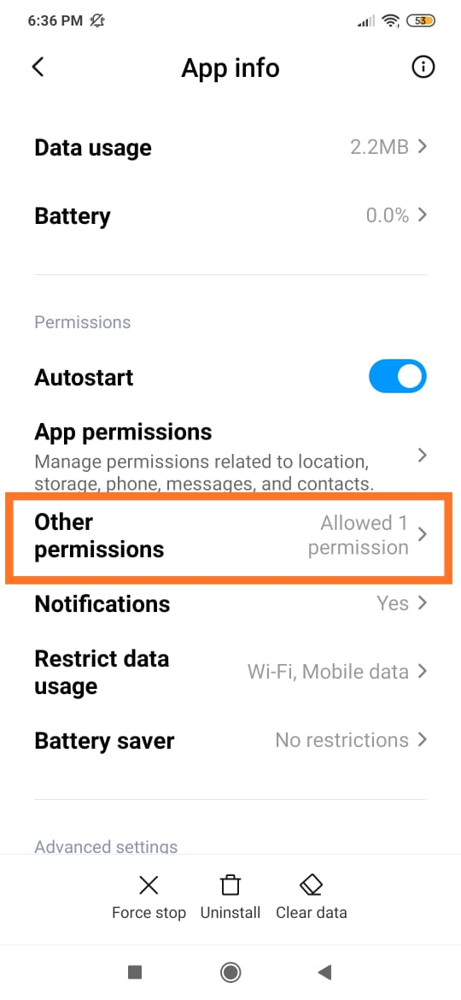 6:36 PM 53
App info
Data usage 2.2MB
Battery 0.0%
Permissions
Autostart
App permissions
Manage permissions related to location,
storage, phone, messages, and contacts.
Other Allowed 1
permissions permission
Notifications Yes
Restrict data
usage Wi-Fi, Mobile data
Battery saver No restrictions
Advanced settings
Force stop Uninstall Clear data